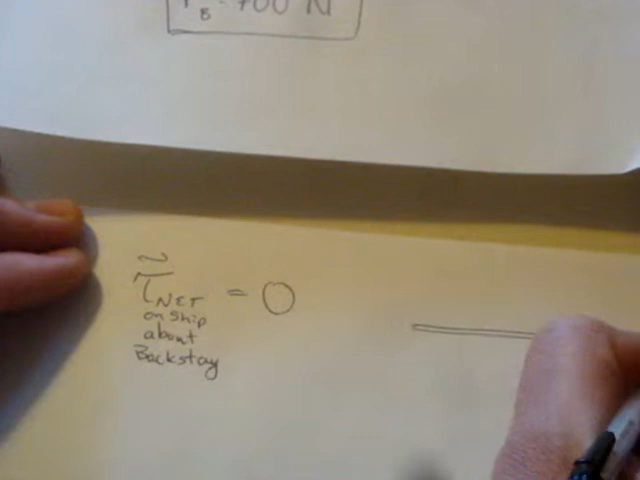 τ NET = 0
on ship
about
Backstay